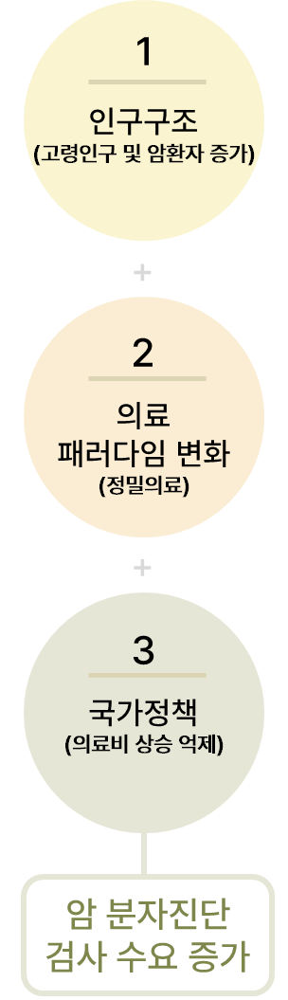 1
인구구조
(고령인구 및 암환자 증가)
+
2
의료
패러다임 변화
(정밀의료)
+
3
국가정책
(의료비 상승 억제)
암 분자진단
검사 수요 증가